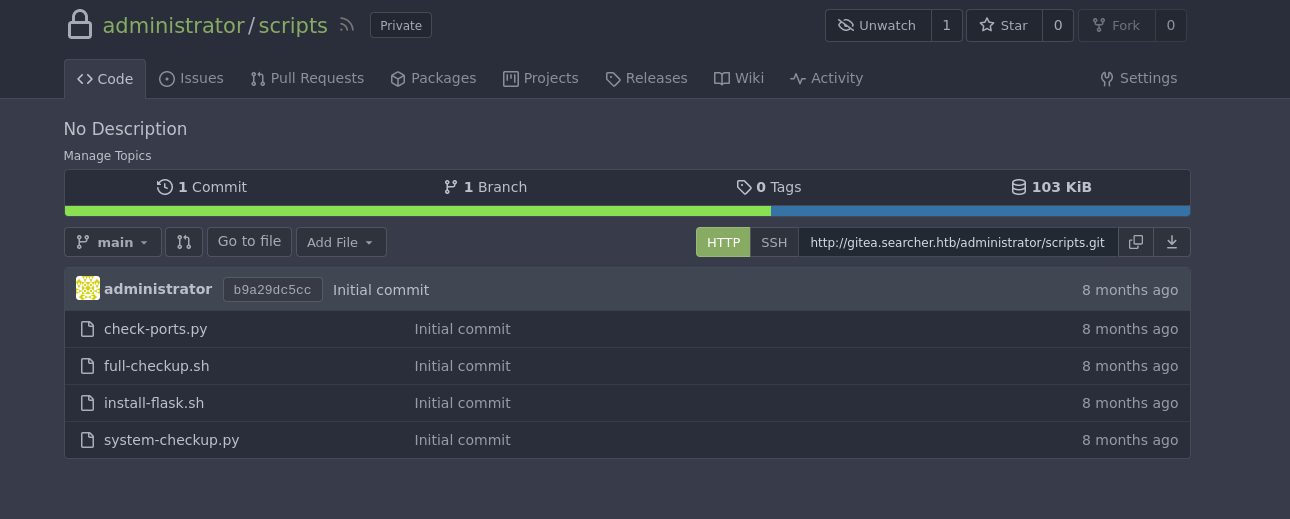 administrator/scripts Private Unwatch 1 Star 0 Fork 0
Code Issues Pull Requests Packages Projects Releases Wiki Activity Settings
No Description
Manage Topics
1 Commit 1 Branch 0 Tags 103 KiB
main Go to file Add File HTTP SSH http://gitea.searcher.htb/administrator/scripts.git
administrator b9a29dc5cc Initial commit 8 months ago
check-ports.py Initial commit 8 months ago
full-checkup.sh Initial commit 8 months ago
install-flask.sh Initial commit 8 months ago
system-checkup.py Initial commit 8 months ago